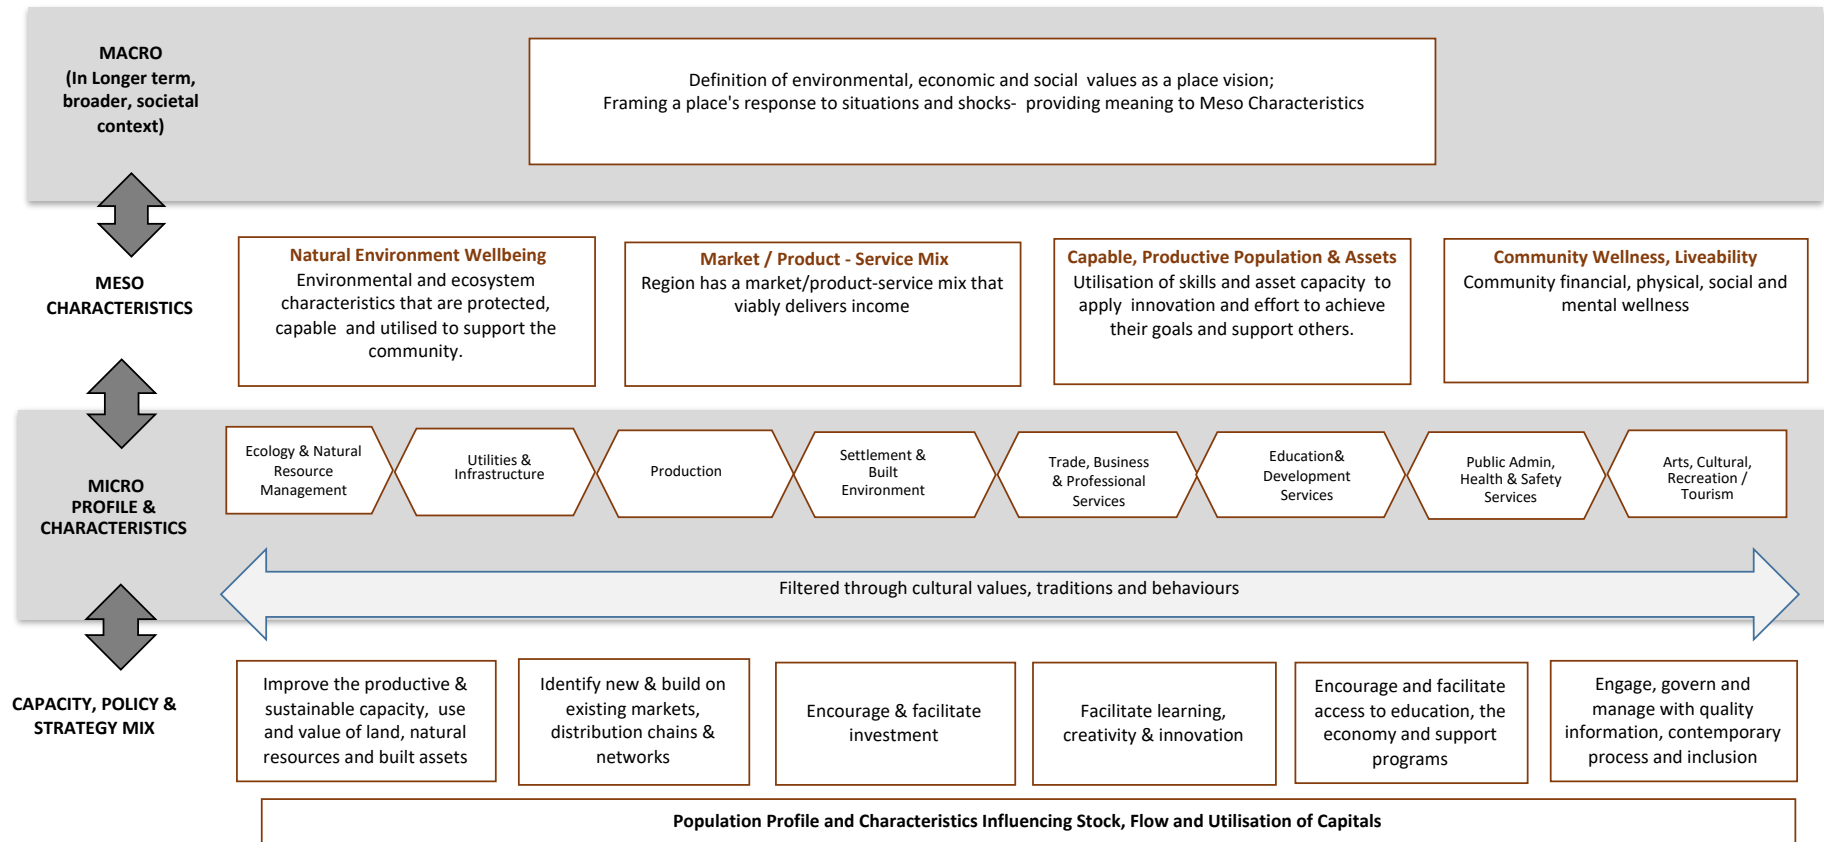 MACRO
(In Longer term,
broader, societal
context)
Definition of environmental, economic and social values as a place vision;
Framing a place's response to situations and shocks- providing meaning to Meso Characteristics
MESO
CHARACTERISTICS
Natural Environment Wellbeing
Environmental and ecosystem
characteristics that are protected,
capable and utilised to support the
community.
Market / Product - Service Mix
Region has a market/product-service mix that
viably delivers income
Capable, Productive Population & Assets
Utilisation of skills and asset capacity to
apply innovation and effort to achieve
their goals and support others.
Community Wellness, Liveability
Community financial, physical, social and
mental wellness
MICRO
PROFILE &
CHARACTERISTICS
Ecology & Natural
Resource
Management
Utilities &
Infrastructure
Production
Settlement &
Built
Environment
Trade, Business
& Professional
Services
Education&
Development
Services
Public Admin,
Health & Safety
Services
Arts, Cultural,
Recreation /
Tourism
Filtered through cultural values, traditions and behaviours
CAPACITY, POLICY &
STRATEGY MIX
Improve the productive &
sustainable capacity, use
and value of land, natural
resources and built assets
Identify new & build on
existing markets,
distribution chains &
networks
Encourage & facilitate
investment
Facilitate learning,
creativity & innovation
Encourage and facilitate
access to education, the
economy and support
programs
Engage, govern and
manage with quality
information, contemporary
process and inclusion
Population Profile and Characteristics Influencing Stock, Flow and Utilisation of Capitals